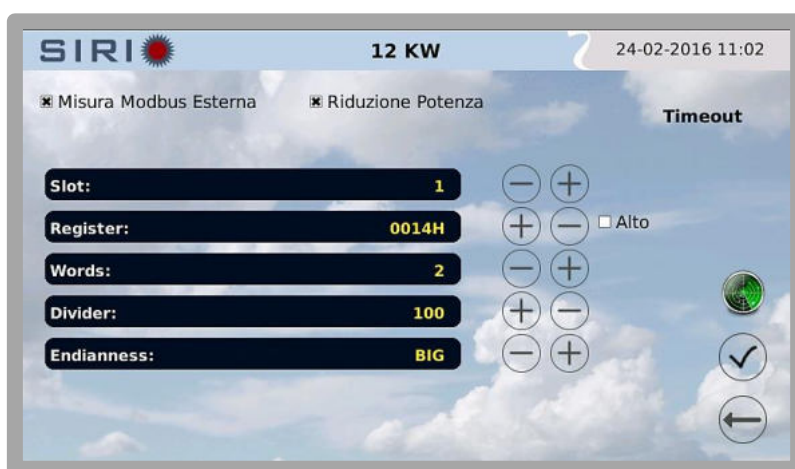 SIRIO
12 KW
24-02-2016 11:02
Misura Modbus Esterna
Riduzione Potenza
Timeout
Slot: 1
Register: 0014H
Alto
Words: 2
Divider: 100
Endianness: BIG